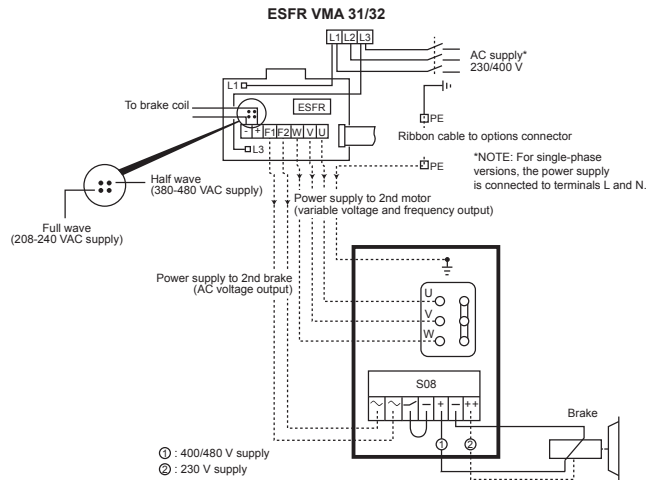 ESFR VMA 31/32
L1 L2 L3
AC supply*
230/400 V
L1
To brake coil
ESFR
- + F1 F2 W V U
PE
Ribbon cable to options connector
L3
PE
*NOTE: For single-phase
versions, the power supply
is connected to terminals L and N.
Half wave
(380-480 VAC supply)
Full wave
(208-240 VAC supply)
Power supply to 2nd motor
(variable voltage and frequency output)
Power supply to 2nd brake
(AC voltage output)
U
V
W
S08
+ ++
Brake
1 2
① : 400/480 V supply
② : 230 V supply